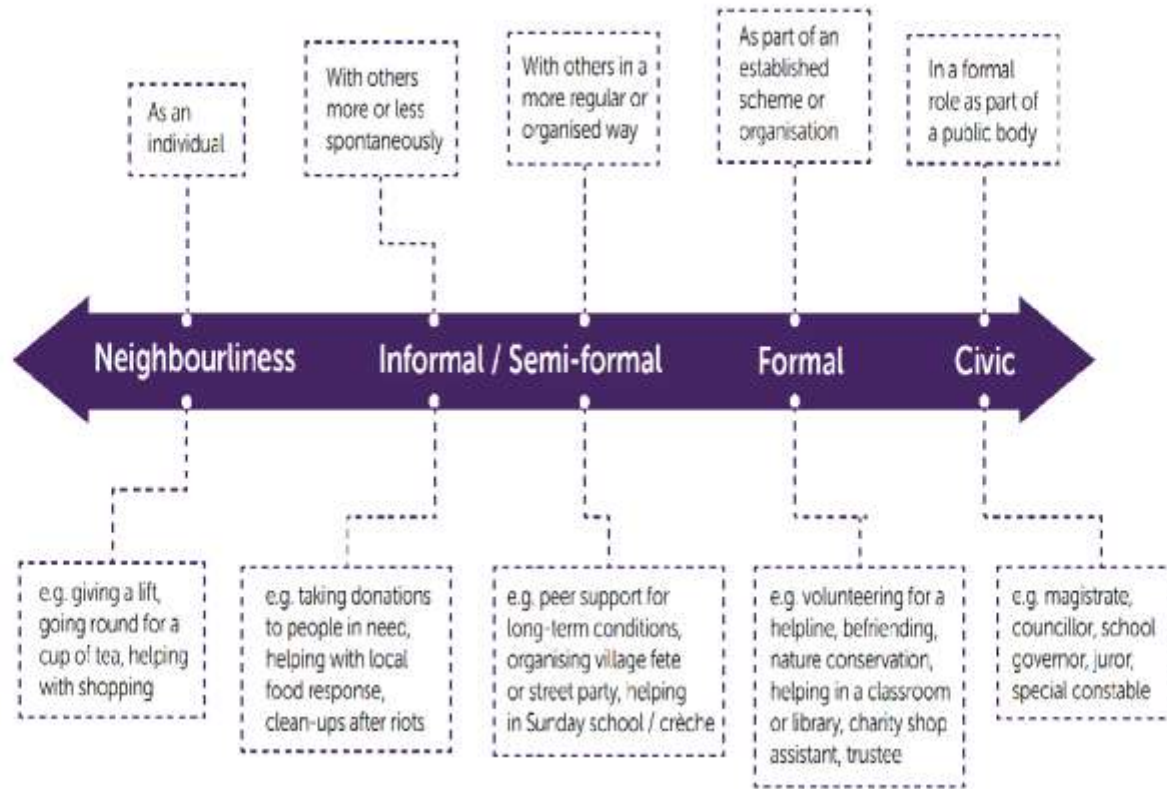 As an
individual
With others
more or less
spontaneously
With others in a
more regular or
organised way
As part of an
established
scheme or
organisation
In a formal
role as part of
a public body
Neighbourliness
Informal / Semi-formal
Formal
Civic
e.g. giving a lift,
going round for a
cup of tea, helping
with shopping
e.g. taking donations
to people in need,
helping with local
food response,
clean-ups after riots
e.g. peer support for
long-term conditions,
organising village fete
or street party, helping
in Sunday school / crèche
e.g. volunteering for a
helpline, befriending,
nature conservation,
helping in a classroom
or library, charity shop
assistant, trustee
e.g. magistrate,
councillor, school
governor, juror,
special constable